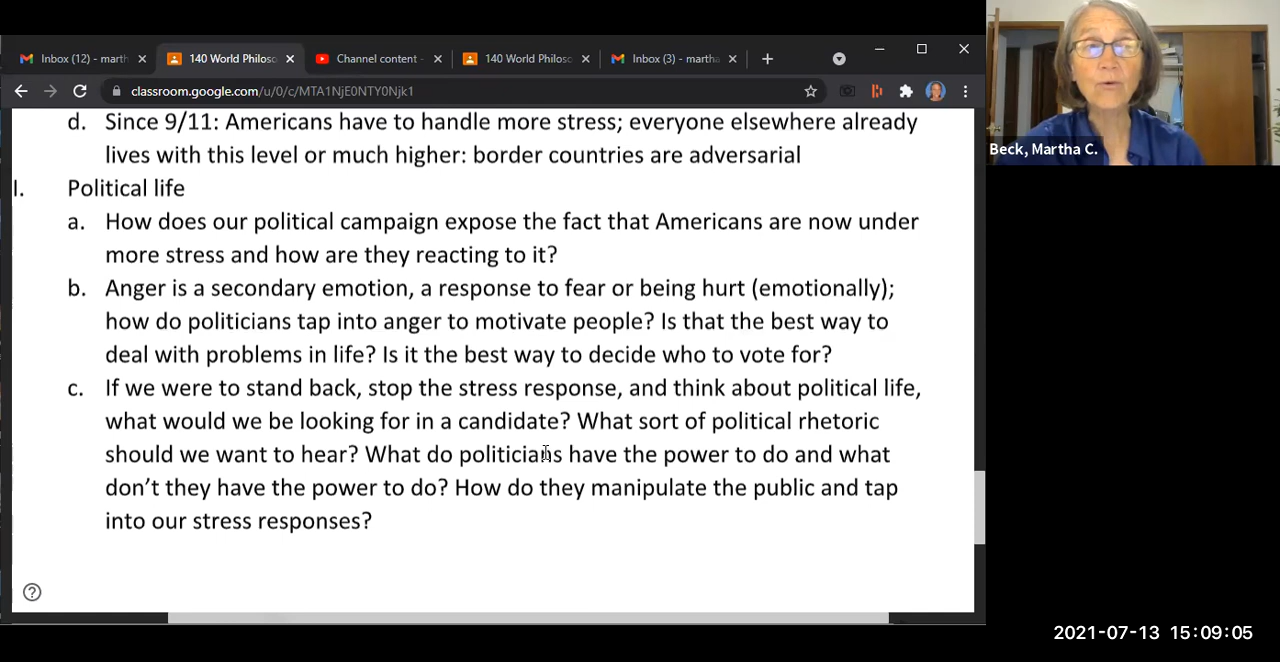 Inbox (12) - mart
140 World Philoso
Channel content -
140 World Philosc
Inbox (3) - martha
classroom.google.com/u/0/c/MTA1NjE0NTY0Njk1
d. Since 9/11: Americans have to handle more stress; everyone elsewhere already
lives with this level or much higher: border countries are adversarial
I. Political life
a. How does our political campaign expose the fact that Americans are now under
more stress and how are they reacting to it?
b. Anger is a secondary emotion, a response to fear or being hurt (emotionally);
how do politicians tap into anger to motivate people? Is that the best way to
deal with problems in life? Is it the best way to decide who to vote for?
c. If we were to stand back, stop the stress response, and think about political life,
what would we be looking for in a candidate? What sort of political rhetoric
should we want to hear? What do politicians have the power to do and what
don't they have the power to do? How do they manipulate the public and tap
into our stress responses?
Beck, Martha C.
2021-07-13 15:09:05